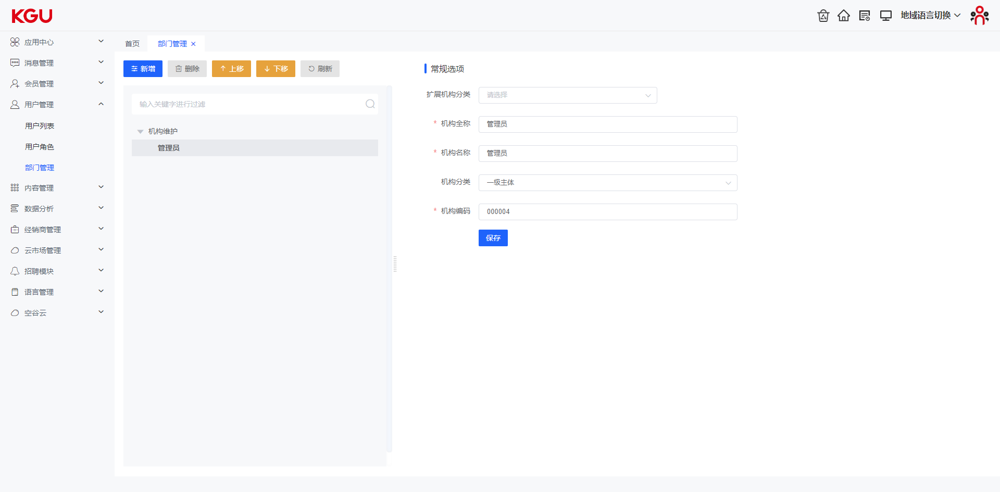 KGU
地域语言切换
应用中心
消息管理
会员管理
用户管理
用户列表
用户角色
部门管理
内容管理
数据分析
经销商管理
云市场管理
招聘模块
语言管理
空谷云
首页 部门管理
新增 删除 上移 下移 刷新
输入关键字进行过滤
机构维护
管理员
常规选项
扩展机构分类 请选择
* 机构全称 管理员
* 机构名称 管理员
机构分类 一级主体
* 机构编码 000004
保存